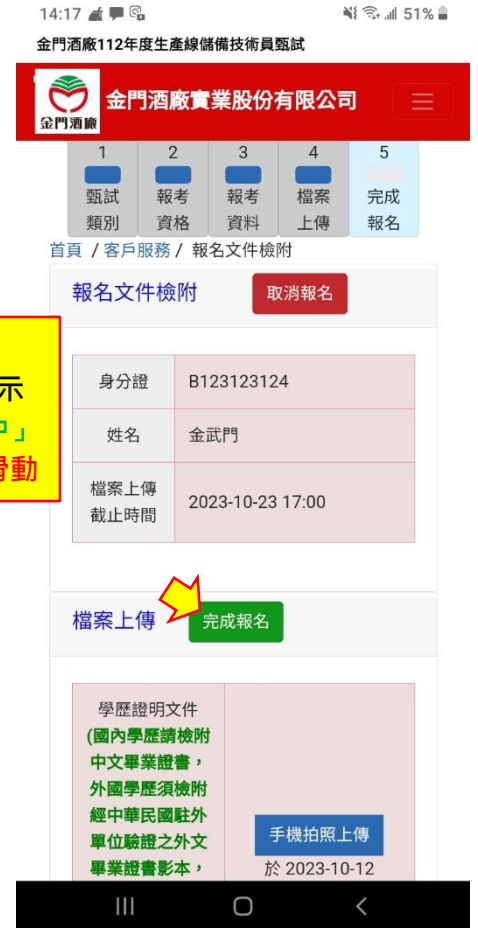 14:17
51%
金門酒廠112年度生產線儲備技術員甄試
金門酒廠
金門酒廠實業股份有限公司
1 2 3 4 5
甄試 報考 報考 檔案 完成
類別 資格 資料 上傳 報名
首頁 / 客戶服務 / 報名文件檢附
報名文件檢附 取消報名
示
」
動
身分證 B123123124
姓名 金武門
檔案上傳
截止時間 2023-10-23 17:00
檔案上傳 完成報名
學歷證明文件
(國內學歷請檢附
中文畢業證書，
外國學歷須檢附
經中華民國駐外
單位驗證之外文
畢業證書影本，
手機拍照上傳
於 2023-10-12